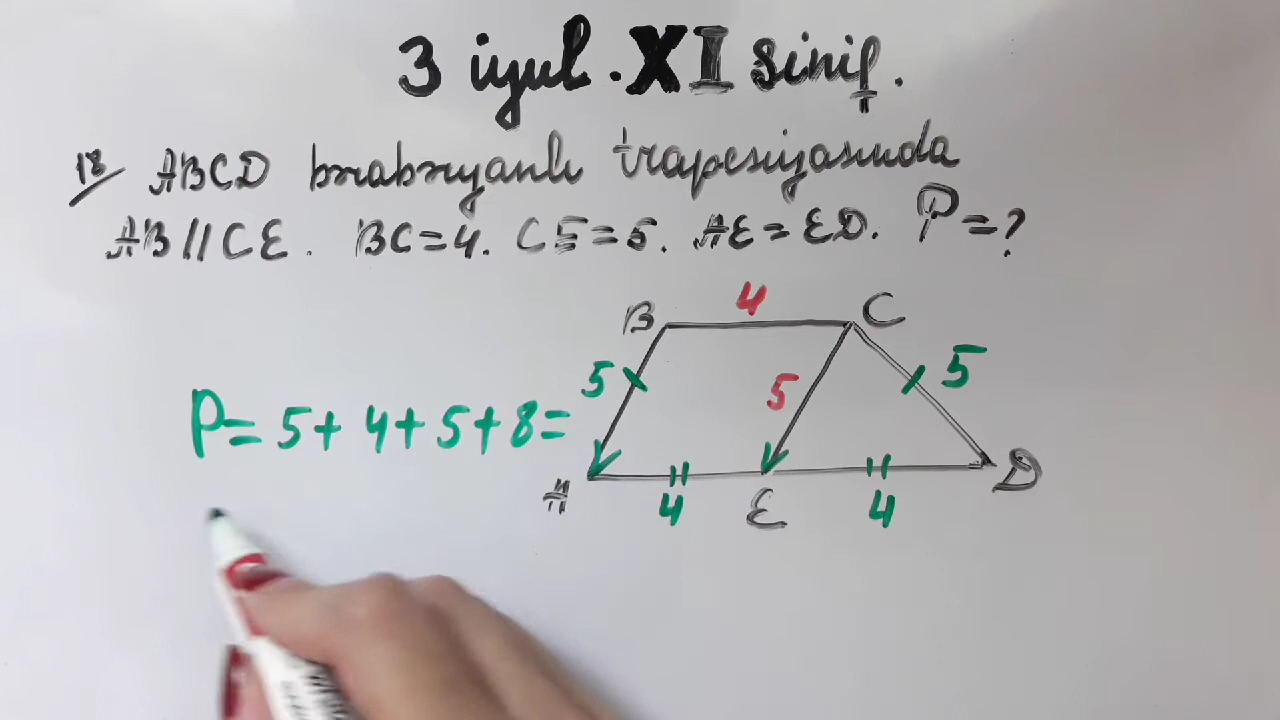 3 iyul. XI sinif.
18 ABCD bərabəryanlı trapesiyasında
AB//CE. BC=4. CE=5. AE=ED. P=?
4
B C
5 5 5
P= 5+ 4+5+8=
A E D
4 4